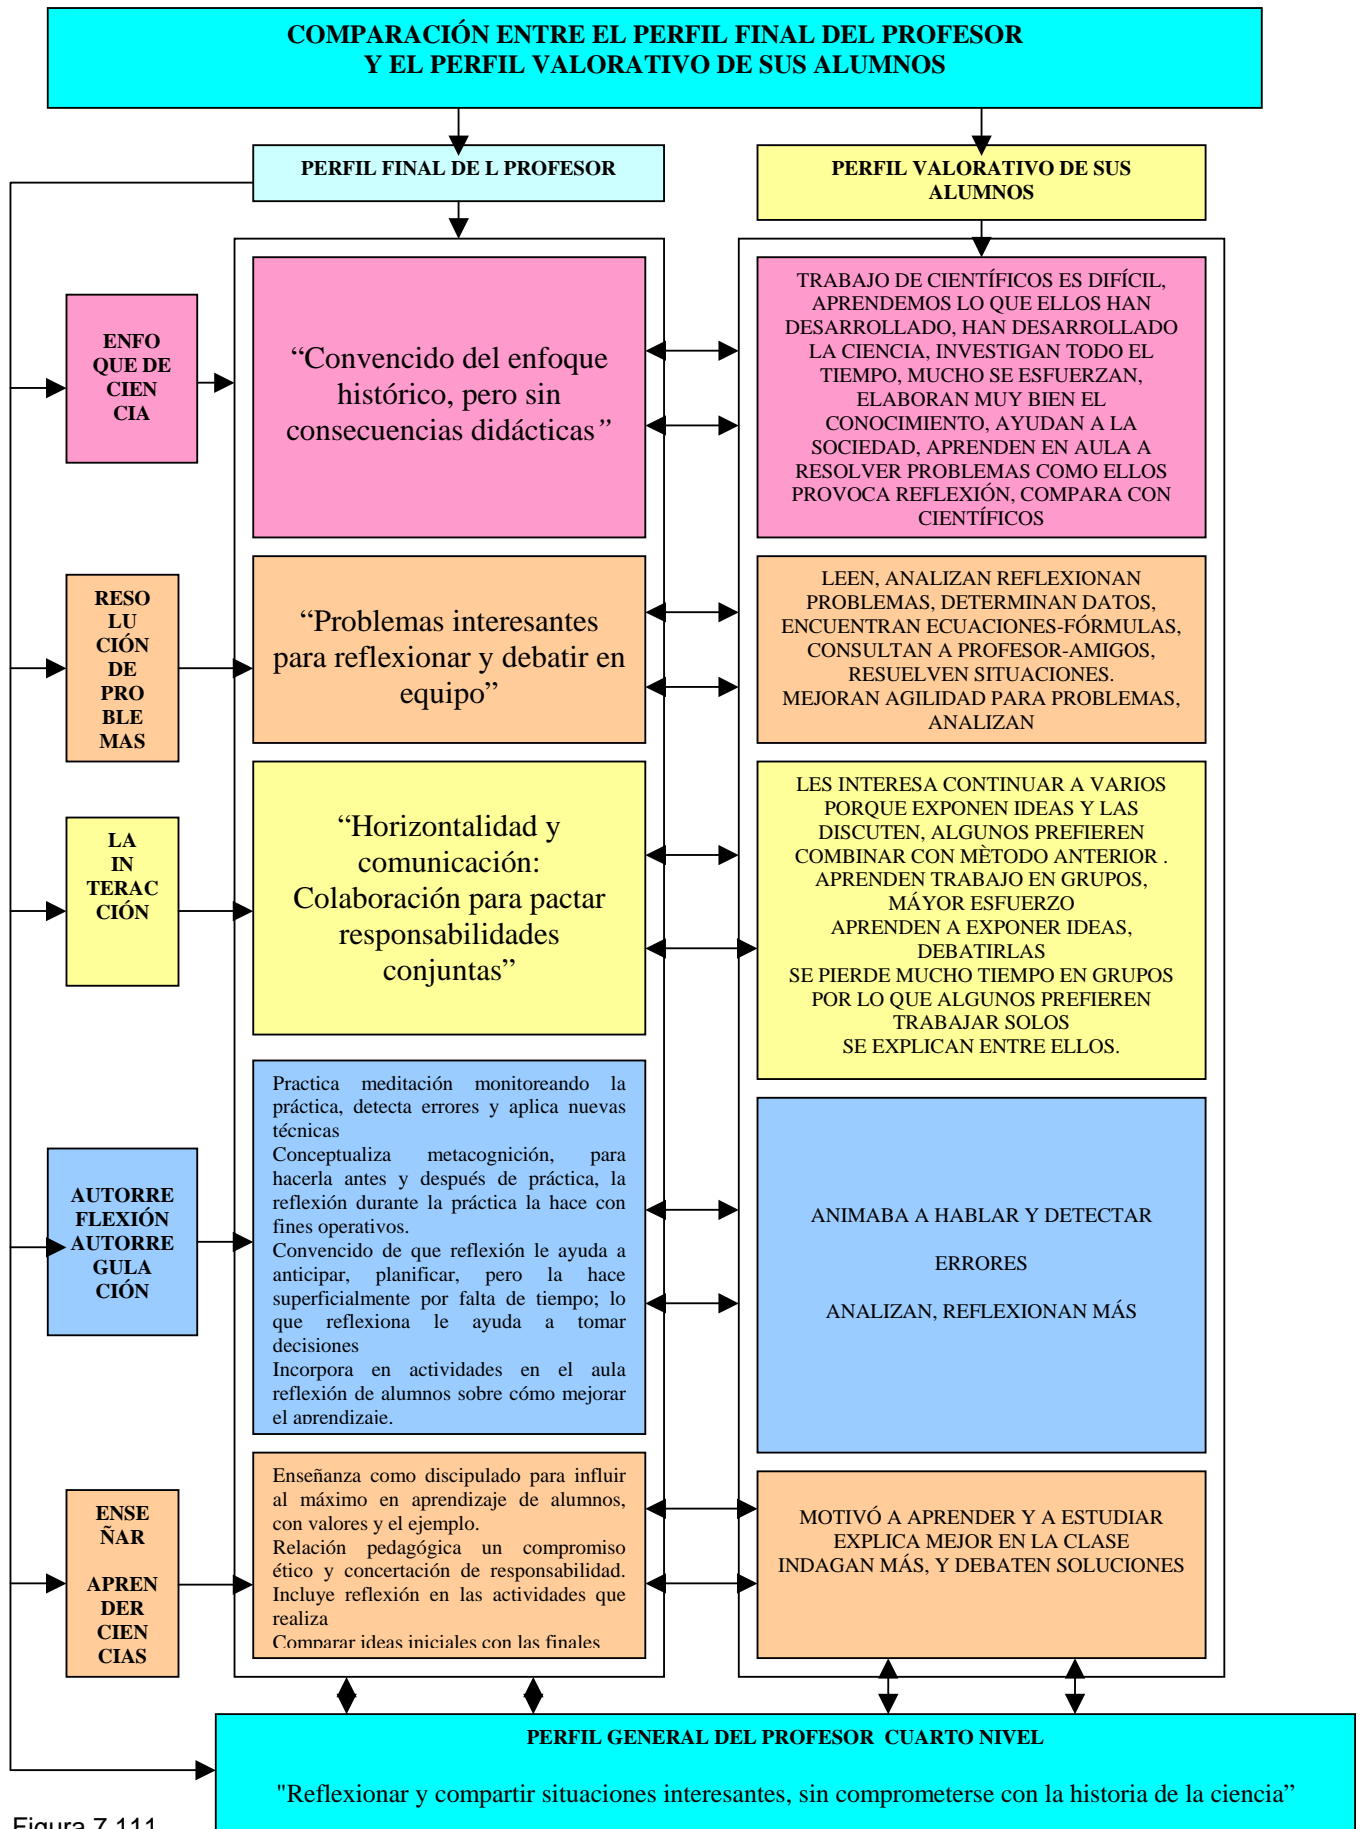 COMPARACIÓN ENTRE EL PERFIL FINAL DEL PROFESOR
Y EL PERFIL VALORATIVO DE SUS ALUMNOS
PERFIL FINAL DE L PROFESOR
PERFIL VALORATIVO DE SUS
ALUMNOS
ENFO
QUE DE
CIEN
CIA
“Convencido del enfoque
histórico, pero sin
consecuencias didácticas”
TRABAJO DE CIENTÍFICOS ES DIFÍCIL,
APRENDEMOS LO QUE ELLOS HAN
DESARROLLADO, HAN DESARROLLADO
LA CIENCIA, INVESTIGAN TODO EL
TIEMPO, MUCHO SE ESFUERZAN,
ELABORAN MUY BIEN EL
CONOCIMIENTO, AYUDAN A LA
SOCIEDAD, APRENDEN EN AULA A
RESOLVER PROBLEMAS COMO ELLOS
PROVOCA REFLEXIÓN, COMPARA CON
CIENTÍFICOS
RESO
LU
CIÓN
DE
PRO
BLE
MAS
“Problemas interesantes
para reflexionar y debatir en
equipo”
LEEN, ANALIZAN REFLEXIONAN
PROBLEMAS, DETERMINAN DATOS,
ENCUENTRAN ECUACIONES-FÓRMULAS,
CONSULTAN A PROFESOR-AMIGOS,
RESUELVEN SITUACIONES.
MEJORAN AGILIDAD PARA PROBLEMAS,
ANALIZAN
LA
IN
TERAC
CIÓN
“Horizontalidad y
comunicación:
Colaboración para pactar
responsabilidades
conjuntas”
LES INTERESA CONTINUAR A VARIOS
PORQUE EXPONEN IDEAS Y LAS
DISCUTEN, ALGUNOS PREFIEREN
COMBINAR CON MÈTODO ANTERIOR .
APRENDEN TRABAJO EN GRUPOS,
MÁYOR ESFUERZO
APRENDEN A EXPONER IDEAS,
DEBATIRLAS
SE PIERDE MUCHO TIEMPO EN GRUPOS
POR LO QUE ALGUNOS PREFIEREN
TRABAJAR SOLOS
SE EXPLICAN ENTRE ELLOS.
AUTORRE
FLEXIÓN
AUTORRE
GULA
CIÓN
Practica meditación monitoreando la
práctica, detecta errores y aplica nuevas
técnicas
Conceptualiza metacognición, para
hacerla antes y después de práctica, la
reflexión durante la práctica la hace con
fines operativos.
Convencido de que reflexión le ayuda a
anticipar, planificar, pero la hace
superficialmente por falta de tiempo; lo
que reflexiona le ayuda a tomar
decisiones
Incorpora en actividades en el aula
reflexión de alumnos sobre cómo mejorar
el aprendizaje.
ANIMABA A HABLAR Y DETECTAR
ERRORES
ANALIZAN, REFLEXIONAN MÁS
ENSE
ÑAR
APREN
DER
CIEN
CIAS
Enseñanza como discipulado para influir
al máximo en aprendizaje de alumnos,
con valores y el ejemplo.
Relación pedagógica un compromiso
ético y concertación de responsabilidad.
Incluye reflexión en las actividades que
realiza
Comparar ideas iniciales con las finales
MOTIVÓ A APRENDER Y A ESTUDIAR
EXPLICA MEJOR EN LA CLASE
INDAGAN MÁS, Y DEBATEN SOLUCIONES
PERFIL GENERAL DEL PROFESOR CUARTO NIVEL
"Reflexionar y compartir situaciones interesantes, sin comprometerse con la historia de la ciencia”
Figura 7.111